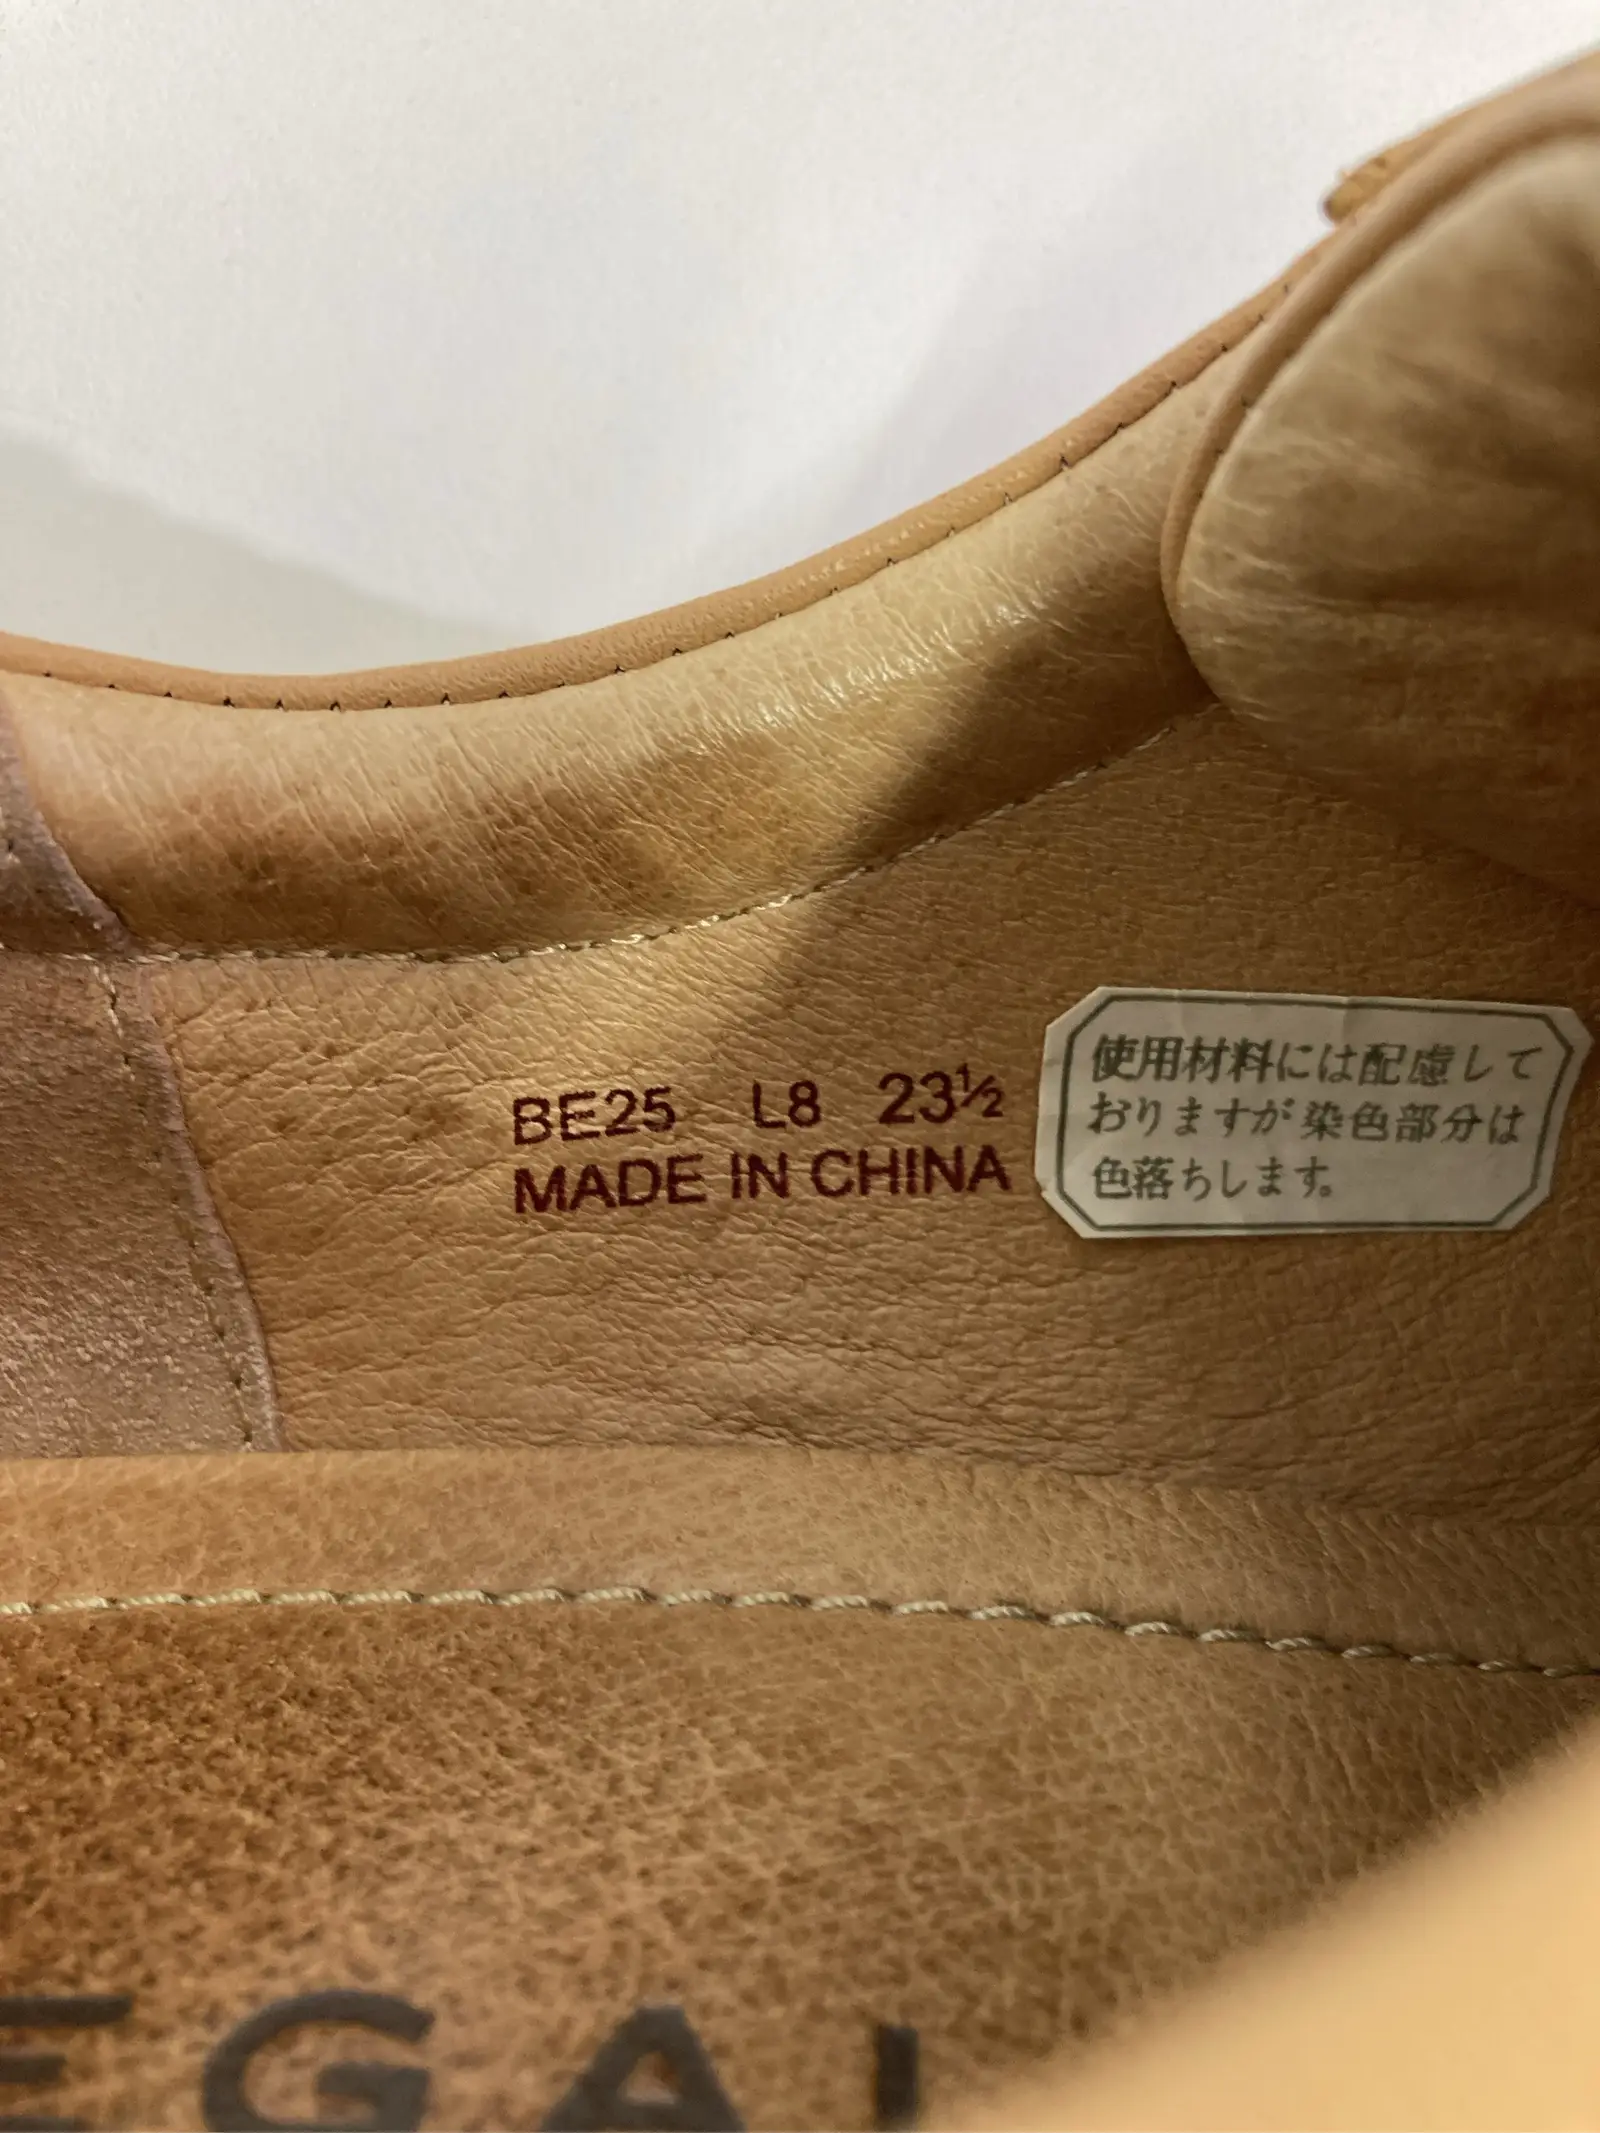 BE25 L8 23½
MADE IN CHINA
使用材料には配慮して
おりますが染色部分は
色落ちします。
EGAL